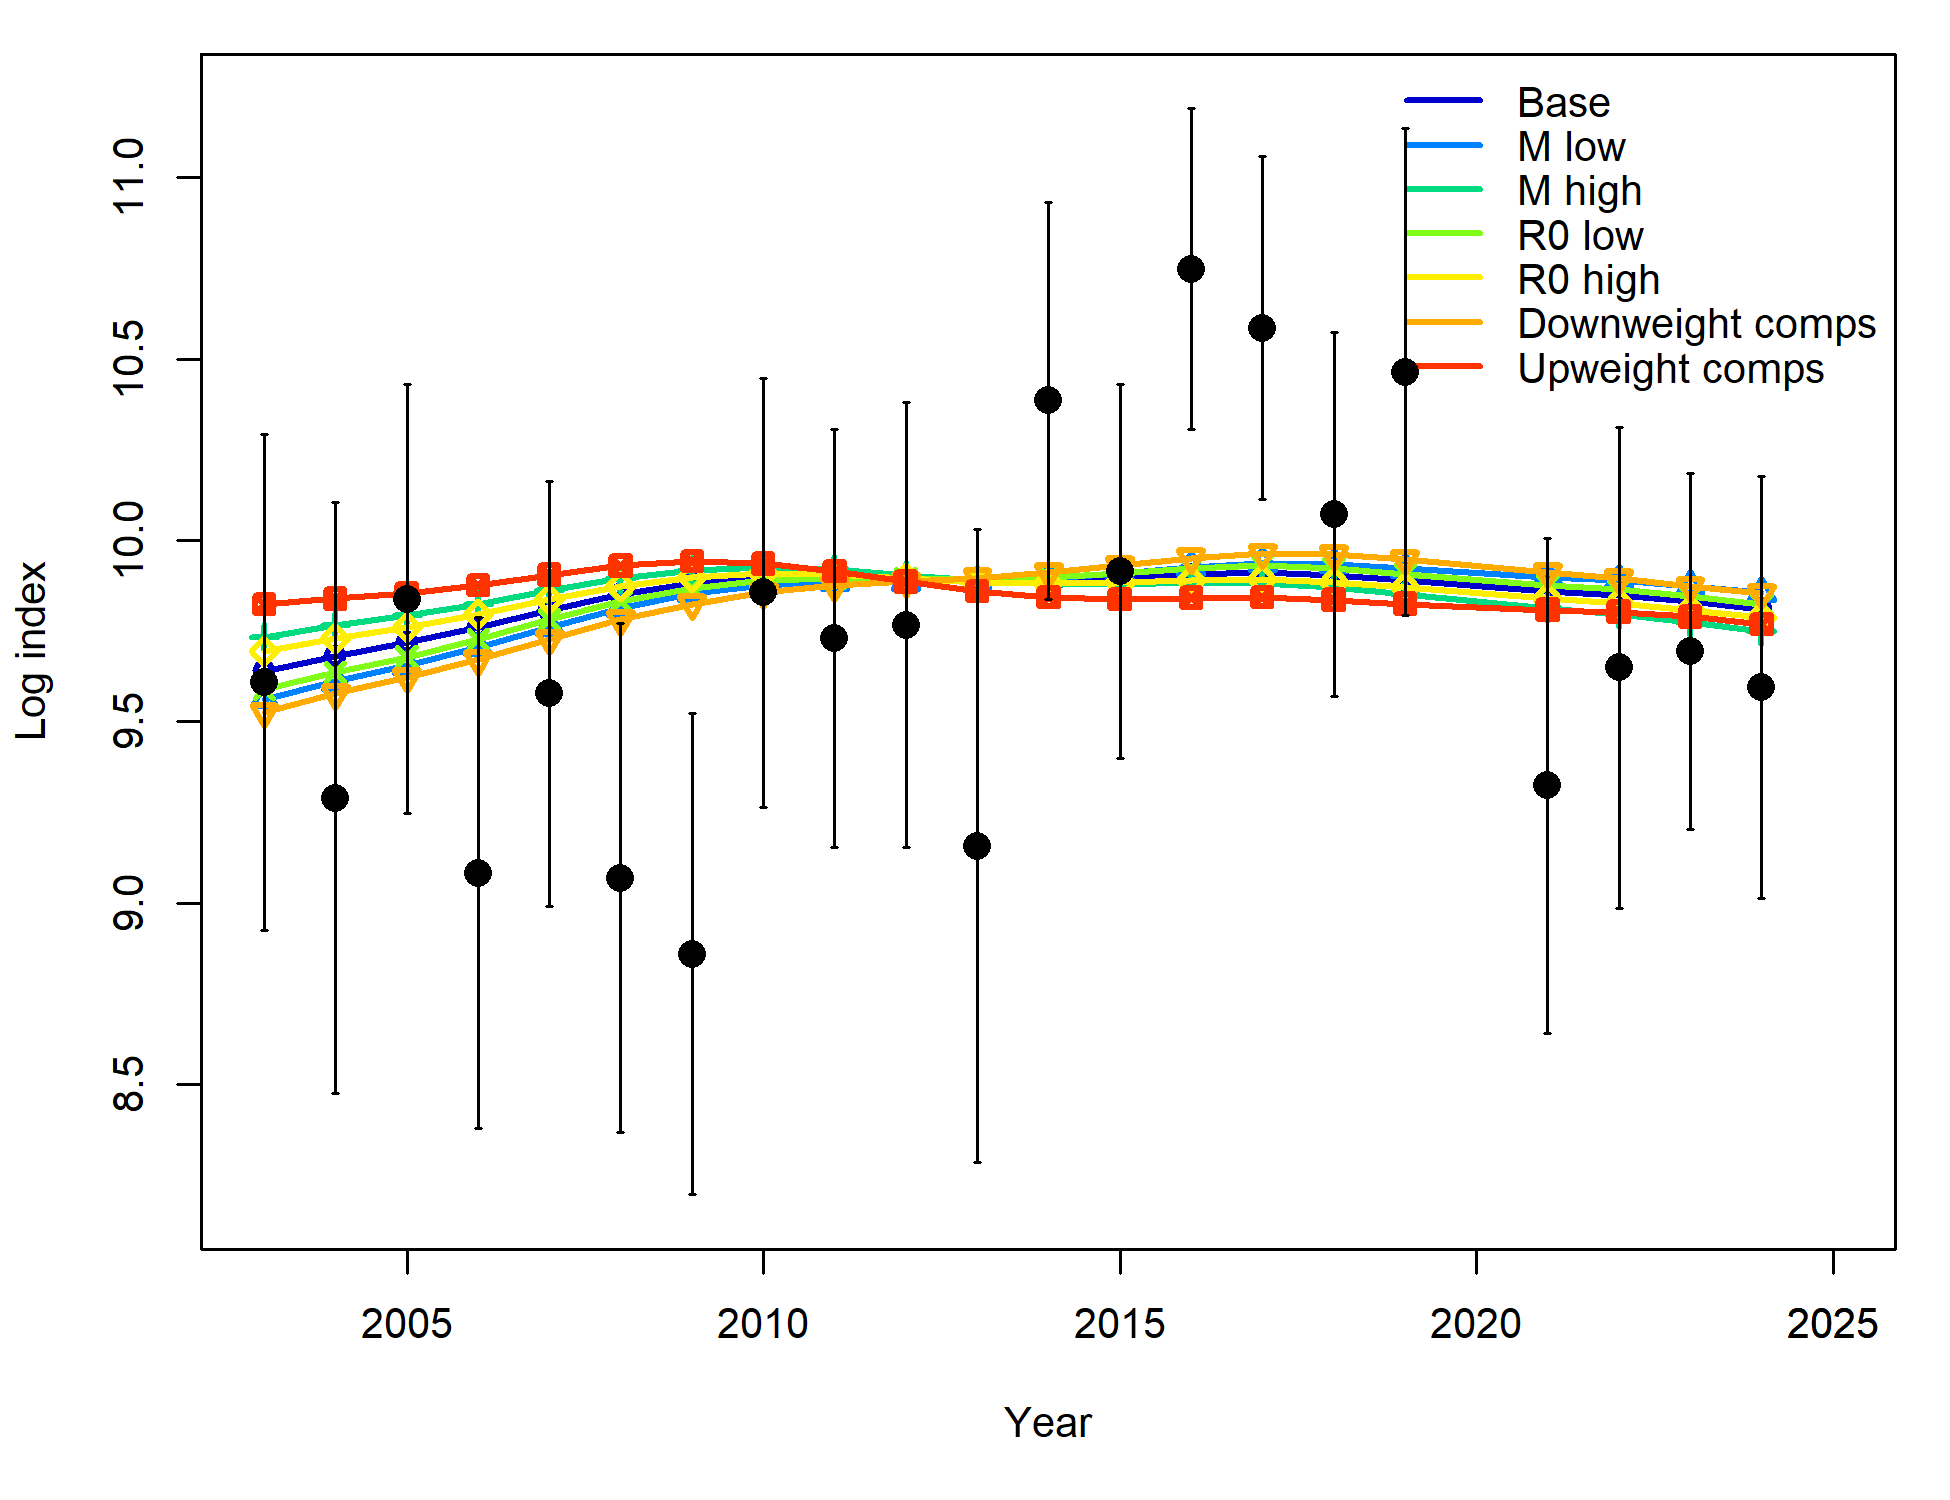 Base
M low
M high
R0 low
R0 high
Downweight comps
Upweight comps
Log index
11.0
10.5
10.0
9.5
9.0
8.5
2005 2010 2015 2020 2025
Year